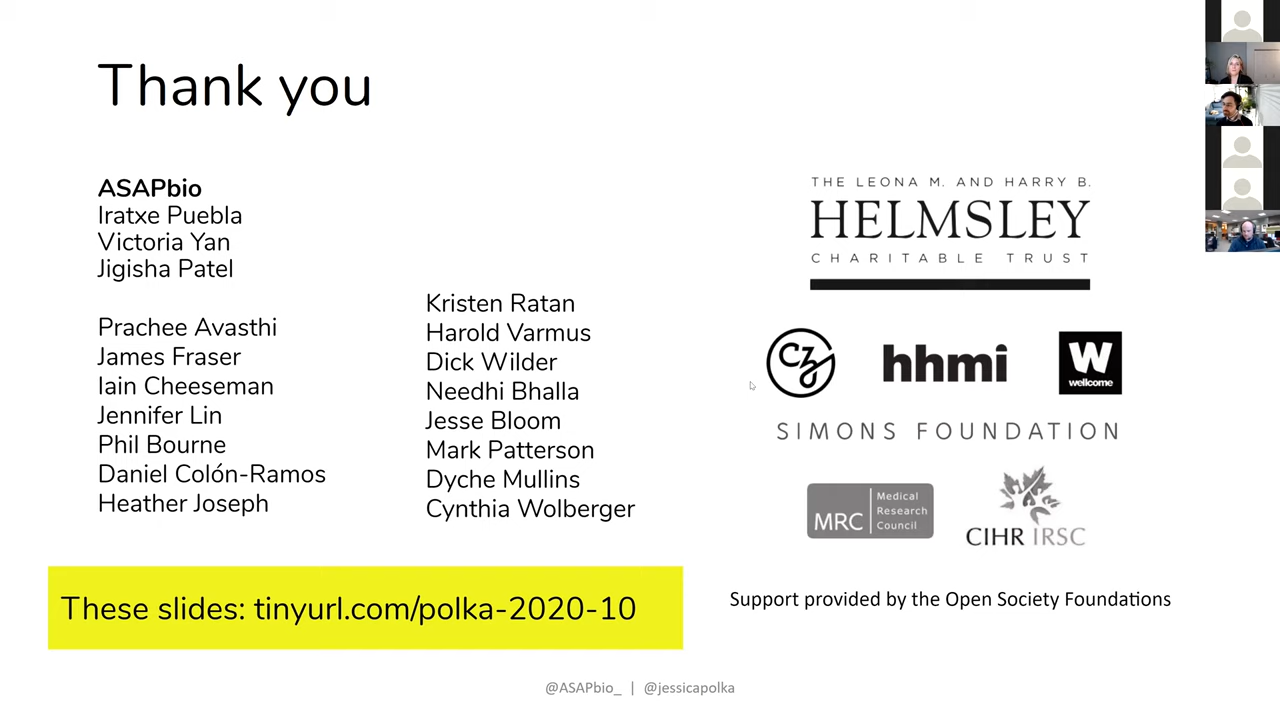 Thank you
ASAPbio
Iratxe Puebla
Victoria Yan
Jigisha Patel
Prachee Avasthi
James Fraser
Iain Cheeseman
Jennifer Lin
Phil Bourne
Daniel Colón-Ramos
Heather Joseph
Kristen Ratan
Harold Varmus
Dick Wilder
Needhi Bhalla
Jesse Bloom
Mark Patterson
Dyche Mullins
Cynthia Wolberger
THE LEONA M. AND HARRY B.
HELMSLEY
CHARITABLE TRUST
CZ
hhmi
W
wellcome
SIMONS FOUNDATION
MRC
Medical
Research
Council
CIHR IRSC
Support provided by the Open Society Foundations
These slides: tinyurl.com/polka-2020-10
@ASAPbio_ | @jessicapolka